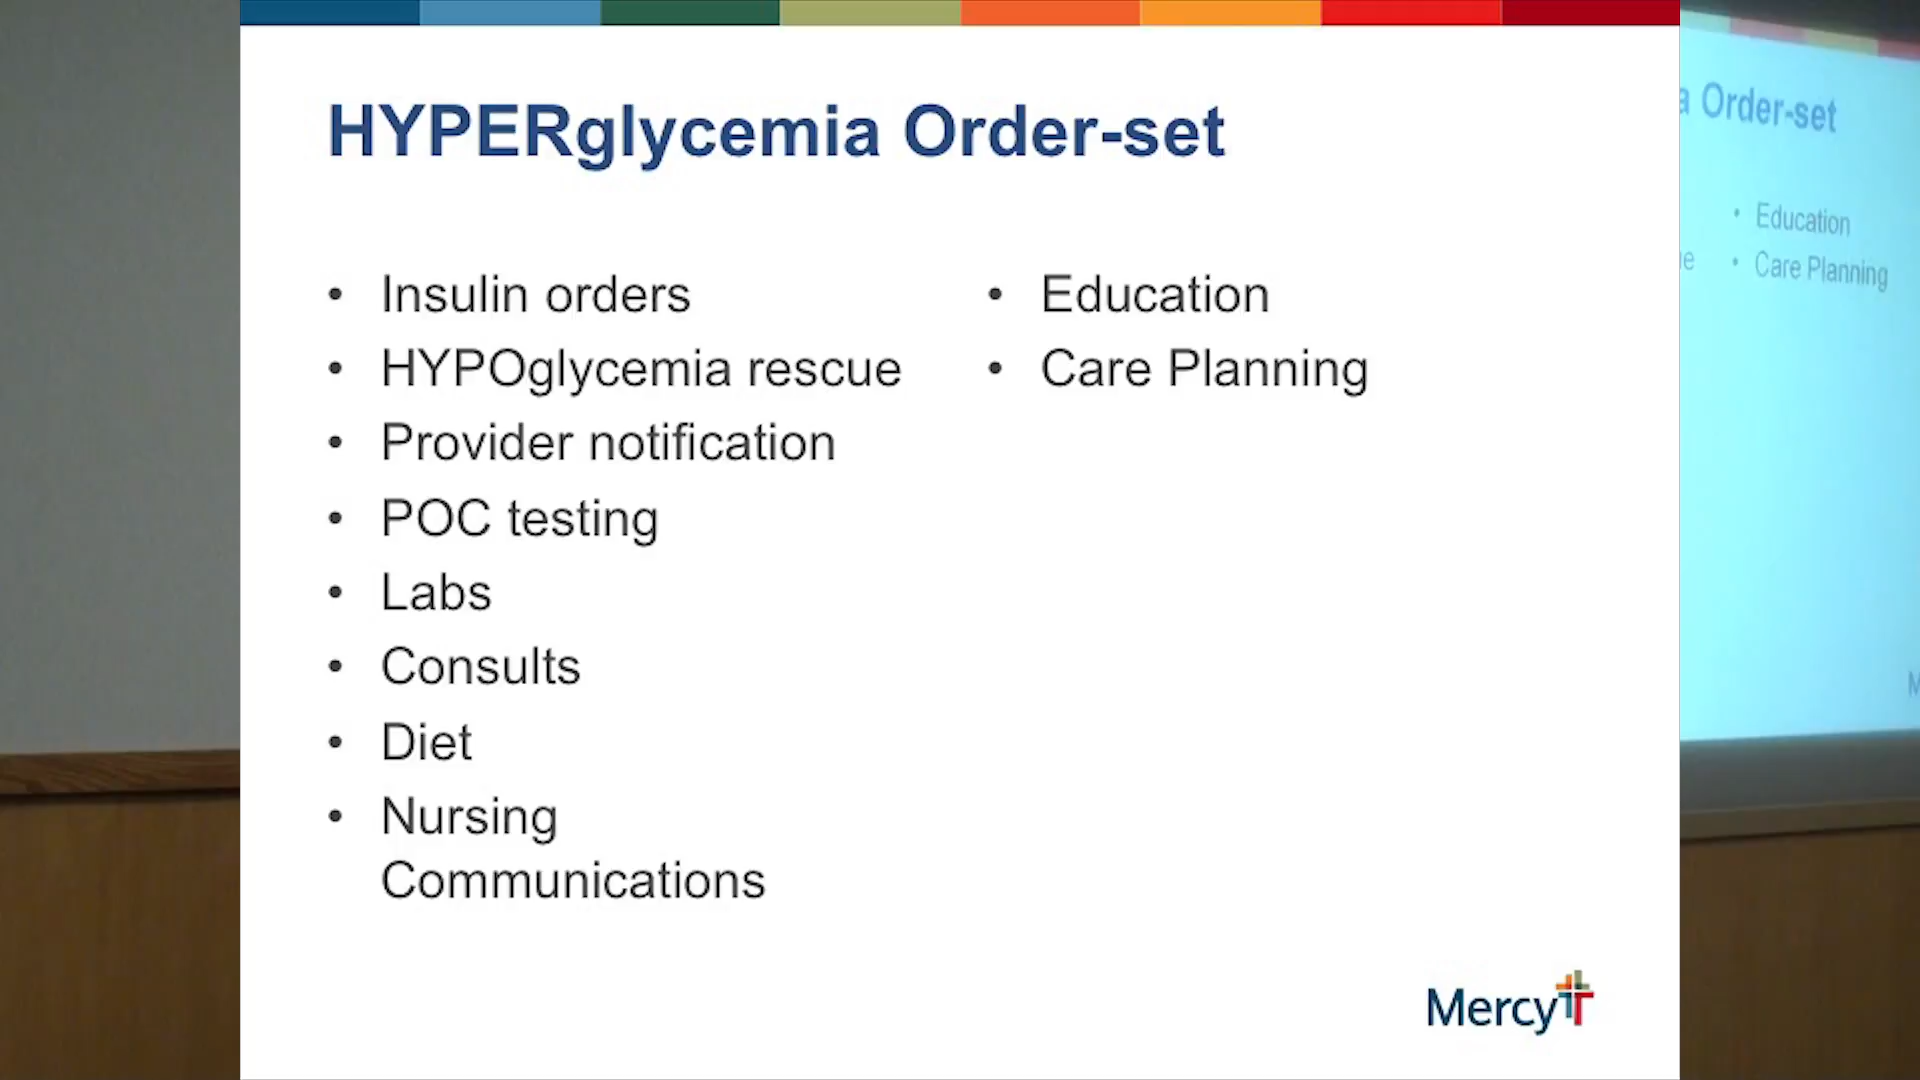 HYPERglycemia Order-set
• Insulin orders
• HYPOglycemia rescue
• Provider notification
• POC testing
• Labs
• Consults
• Diet
• Nursing
Communications
• Education
• Care Planning
Mercy
a Order-set
• Education
• Care Planning